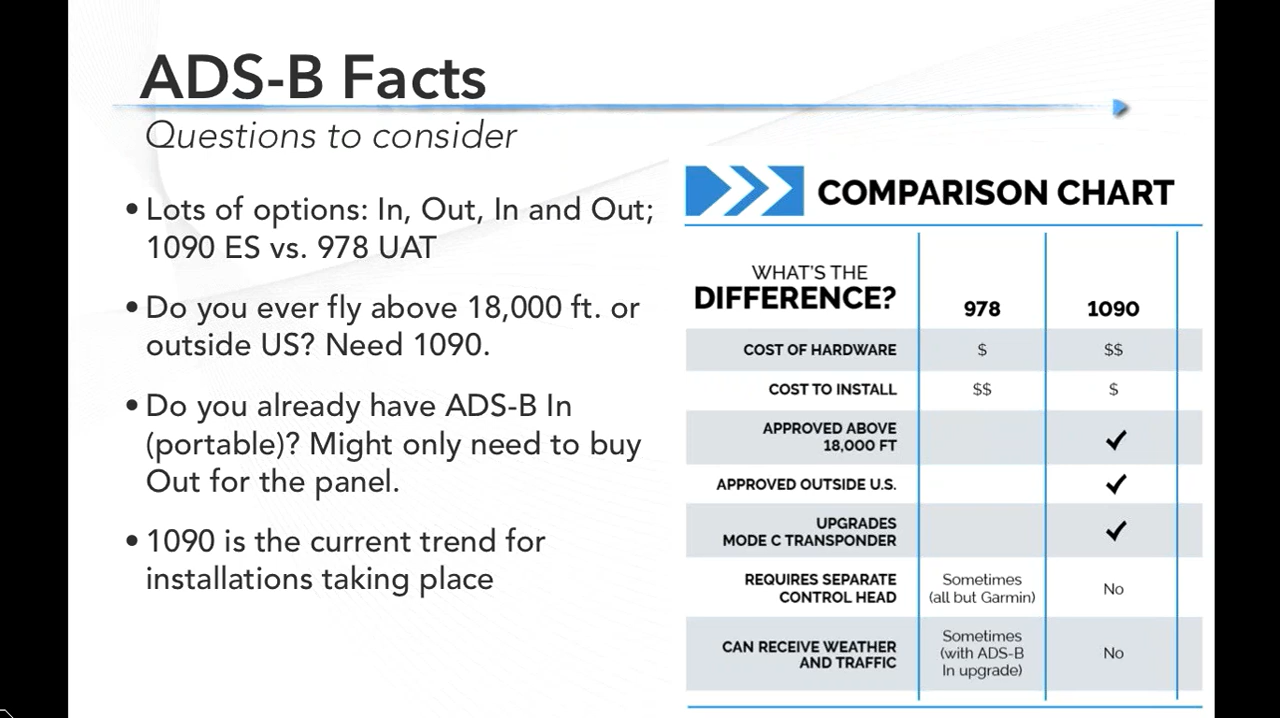 ADS-B Facts
Questions to consider
• Lots of options: In, Out, In and Out;
1090 ES vs. 978 UAT
• Do you ever fly above 18,000 ft. or
outside US? Need 1090.
• Do you already have ADS-B In
(portable)? Might only need to buy
Out for the panel.
• 1090 is the current trend for
installations taking place
COMPARISON CHART
WHAT'S THE
DIFFERENCE?
978
1090
COST OF HARDWARE
$
$$
COST TO INSTALL
$$
$
APPROVED ABOVE
18,000 FT
✓
APPROVED OUTSIDE U.S.
✓
UPGRADES
MODE C TRANSPONDER
✓
REQUIRES SEPARATE
CONTROL HEAD
Sometimes
(all but Garmin)
No
CAN RECEIVE WEATHER
AND TRAFFIC
Sometimes
(with ADS-B
In upgrade)
No